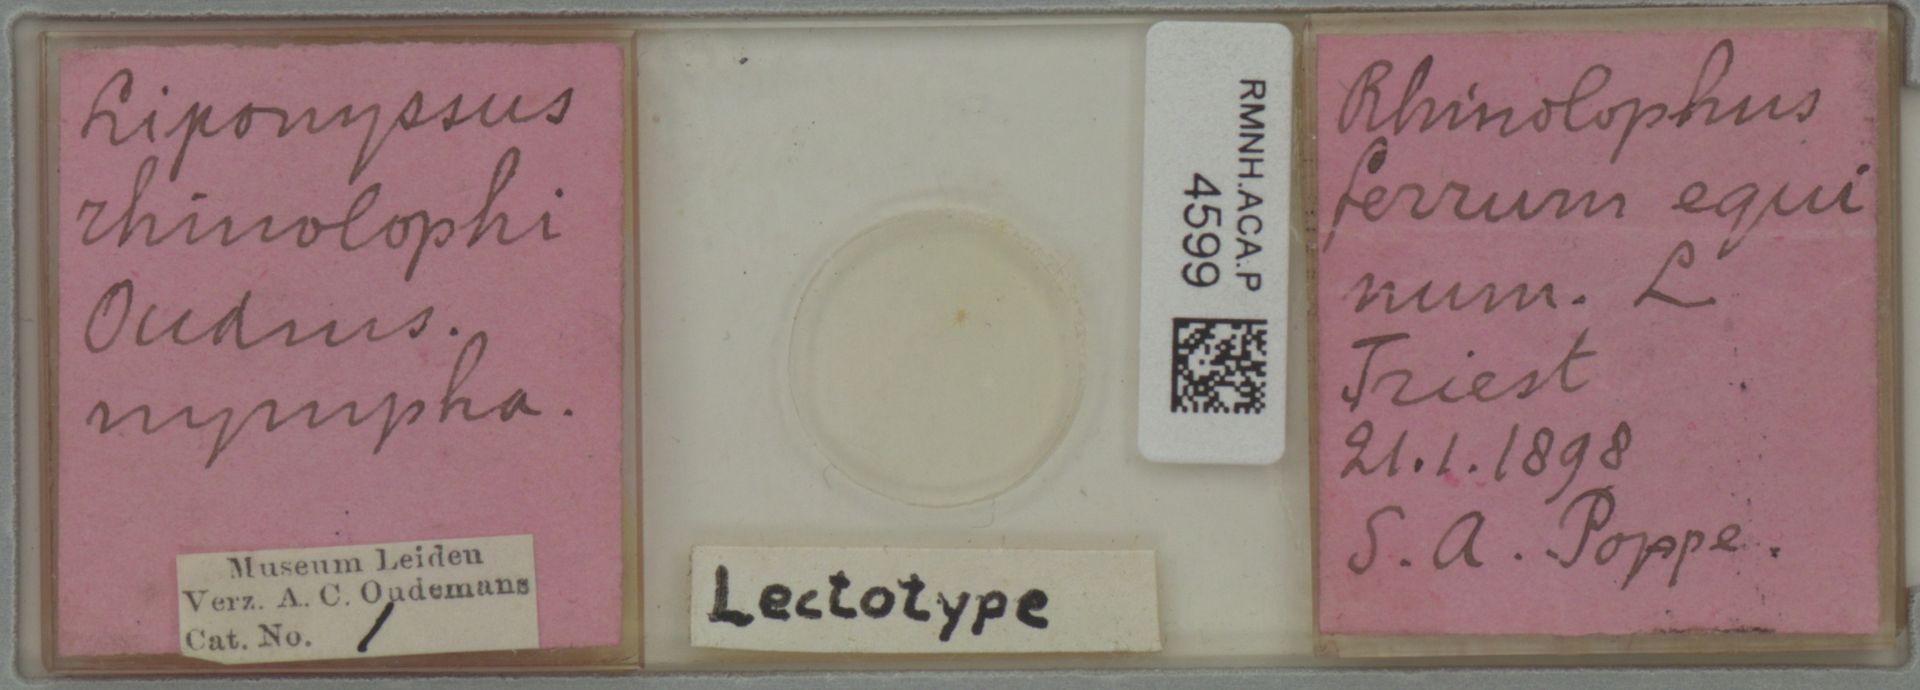 Liponyssus
rhinolophi
Oudms.
nympha.
Museum Leiden
Verz. A. C. Oudemans
Cat. No. 1
Lectotype
RMNH.ACA.P
4599
Rhinolophus
ferrum equi
num. L
Triest
21.1.1898
S. A. Poppe.